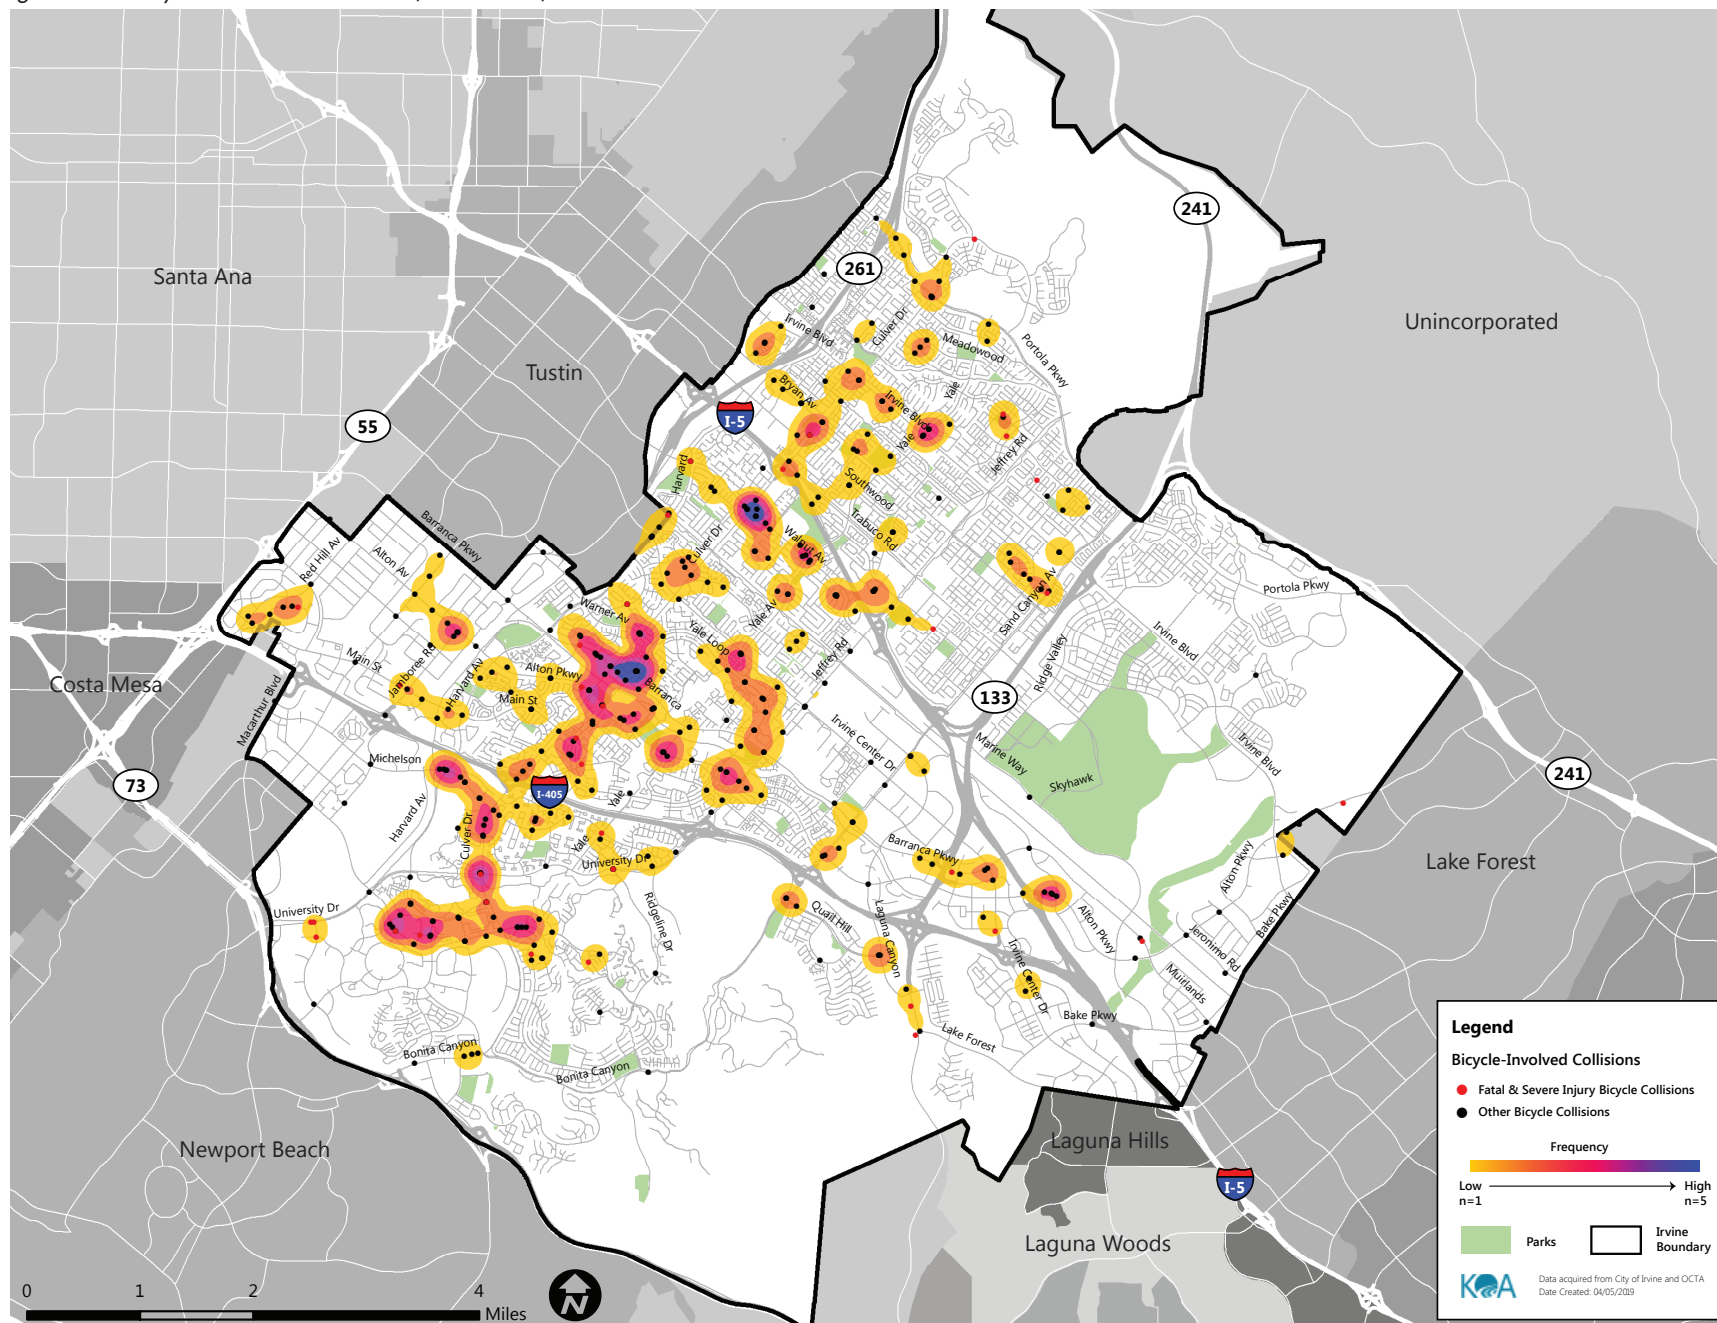 Santa Ana
Tustin
Unincorporated
Costa Mesa
Newport Beach
Lake Forest
Laguna Hills
Laguna Woods
241
261
55
I-5
133
241
73
I-405
I-5
Irvine Blvd
Culver Dr
Meadowood
Portola Pkwy
Bryan Av
Yale
Irvine Blvd
Yale
Jeffrey Rd
Harvard
Southwood
Trabuco Rd
Culver Dr
Walnut Av
Barranca Pkwy
Red Hill Av
Alton Av
Warner Av
Yale Av
Sand Canyon Av
Portola Pkwy
Irvine Blvd
Ridge Valley
Yale Loop
Jeffrey Rd
Main St
Jamboree Rd
Harvard Av
Alton Pkwy
Main St
Barranca
Macarthur Blvd
Michelson
Irvine Center Dr
Marine Way
Skyhawk
Irvine Blvd
Harvard Av
Culver Dr
Yale
Yale
University Dr
Barranca Pkwy
Alton Pkwy
Bake Pkwy
University Dr
Ridgeline Dr
Quail Hill
Laguna Canyon
Irvine Center Dr
Alton Pkwy
Jeronimo Rd
Muirlands
Bake Pkwy
Lake Forest
Bonita Canyon
Bonita Canyon
Legend
Bicycle-Involved Collisions
Fatal & Severe Injury Bicycle Collisions
Other Bicycle Collisions
Frequency
Low
n=1
High
n=5
Parks
Irvine
Boundary
KOA
Data acquired from City of Irvine and OCTA
Date Created: 04/05/2019
0 1 2 4
Miles
N